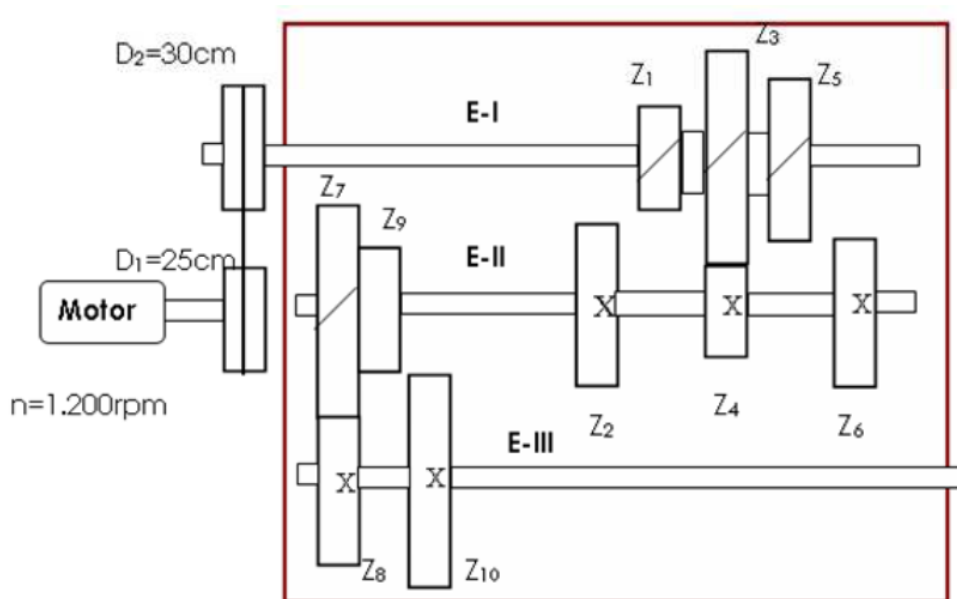 D₂=30cm
Z₃
Z₁
Z₅
E-I
Z₇
Z₉
D₁=25cm
E-II
Motor
X
X
X
n=1.200rpm
Z₂
Z₄
Z₆
E-III
X
X
Z₈
Z₁₀